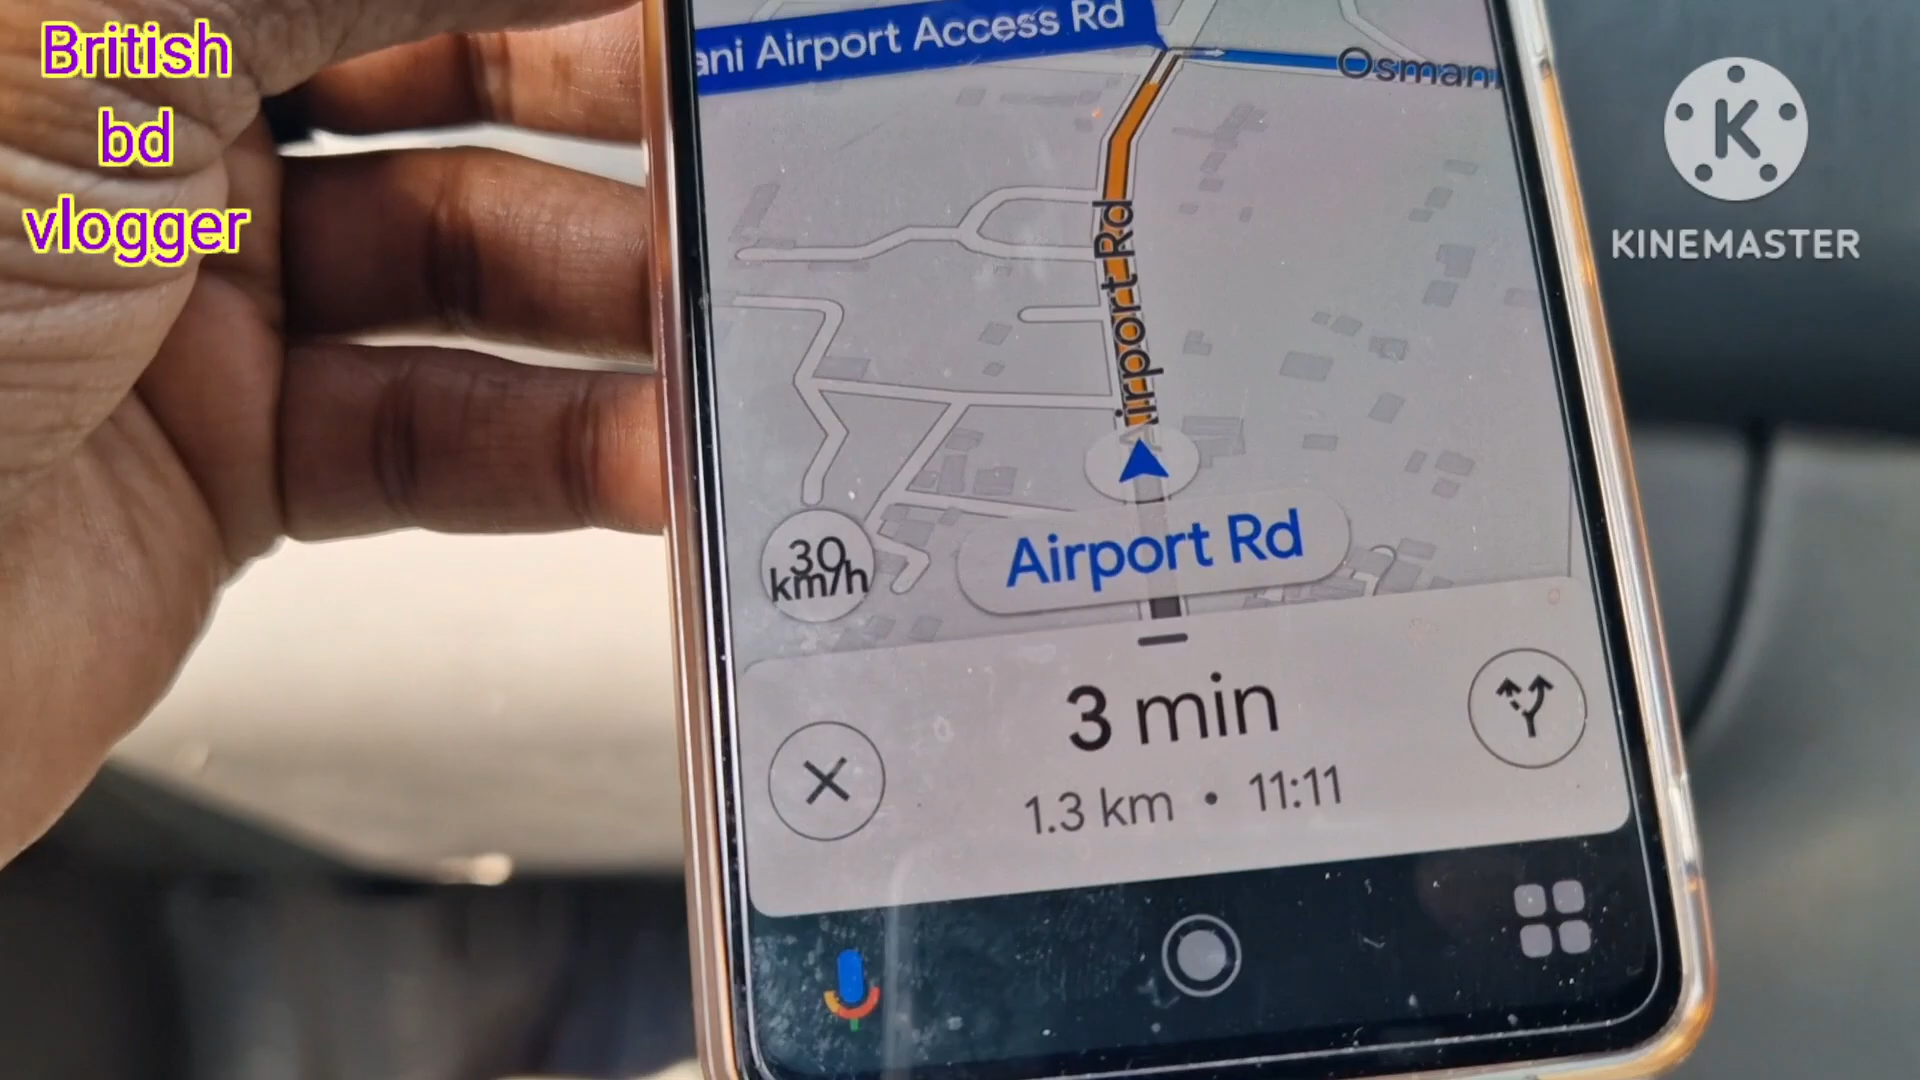 British
bd
vlogger
K
KINEMASTER
ani Airport Access Rd
Osmani
Airport Rd
Airport Rd
30
km/h
3 min
1.3 km • 11:11